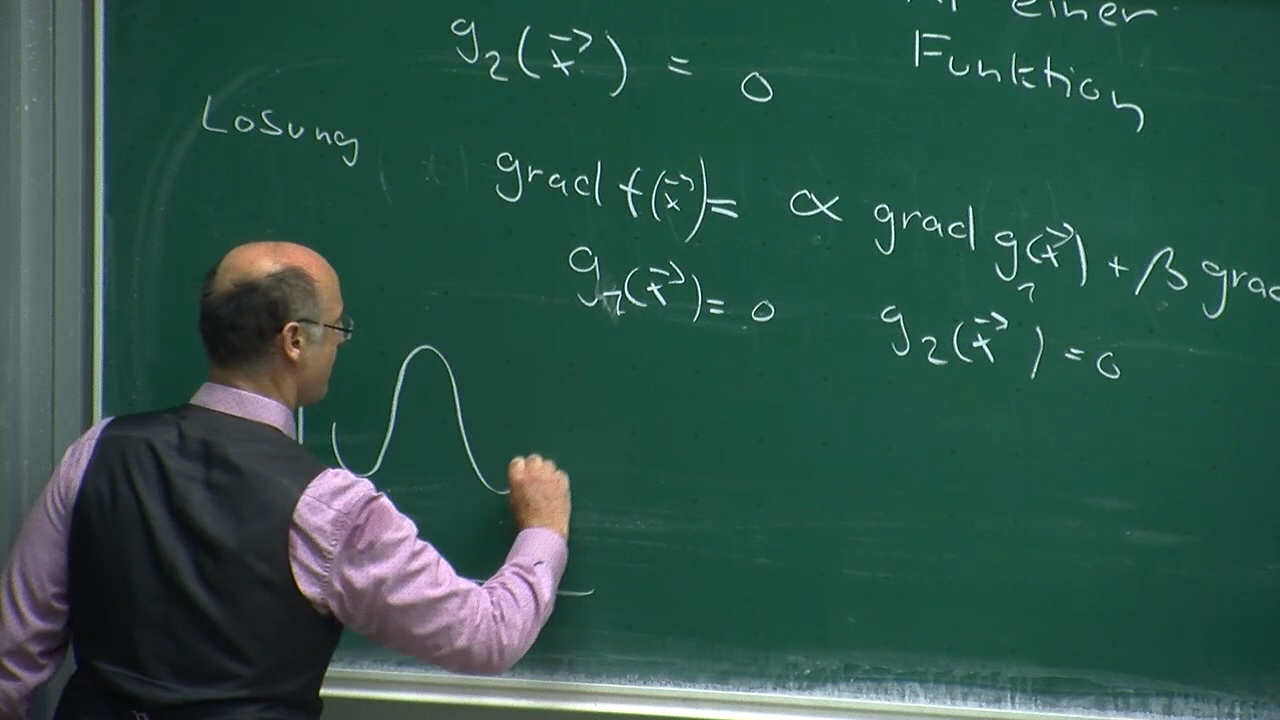 einer
Funktion
g₂(x⃗) = 0
Losung
grad f(x⃗) = α grad g₁(x⃗) + β grad
g₁(x⃗) = 0 g₂(x⃗) = 0